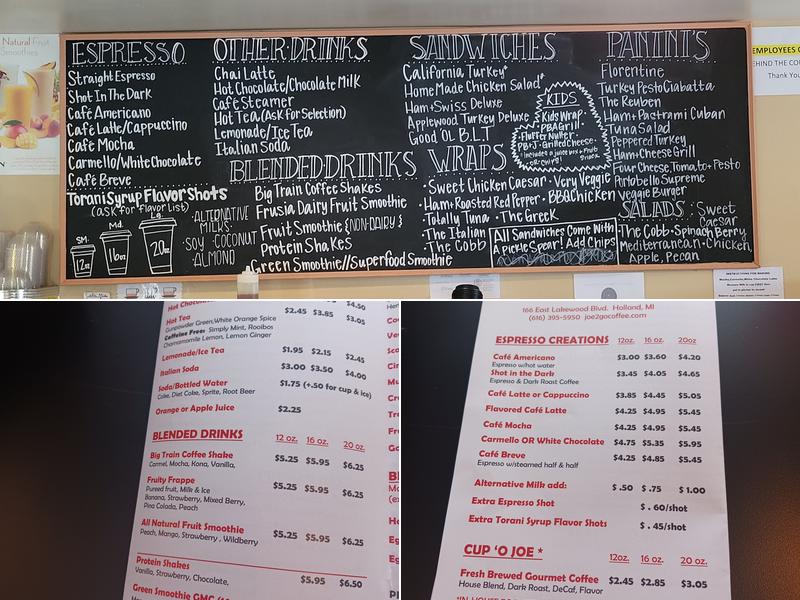 Natural Fruit
Smoothies
ESPRESSO
Straight Espresso
Shot In The Dark
Café Americano
Café Latte/Cappuccino
Café Mocha
Carmello/White Chocolate
Café Breve
Torani Syrup Flavor Shots
(ask for flavor list)
SM. Md. Lg.
12oz 16oz 20oz
ALTERNATIVE
MILKS:
SOY • COCONUT
• ALMOND
OTHER DRINKS
Chai Latte
Hot Chocolate/Chocolate Milk
Café Steamer
Hot Tea (Ask for Selection)
Lemonade/Ice Tea
Italian Soda
BLENDED DRINKS
Big Train Coffee Shakes
Frusia Dairy Fruit Smoothie
Fruit Smoothie {NON-DAIRY}
Protein Shakes
Green Smoothie//Superfood Smoothie
SANDWICHES
California Turkey*
Home Made Chicken Salad*
Ham & Swiss Deluxe
Applewood Turkey Deluxe
Good Ol' B.L.T
KIDS
Kids Wrap •
PB & A Grill •
• Fluffer Nutter •
PB & J • Grilled Cheese •
WRAPS
• Sweet Chicken Caesar • Very Veggie
• Ham & Roasted Red Pepper • BBQ Chicken
• Totally Tuna • The Greek
• The Italian
• The Cobb
All Sandwiches Come With
A Pickle Spear! Add Chips
PANINI'S
Florentine
Turkey Pesto Ciabatta
The Reuben
Ham & Pastrami Cuban
Tuna Salad
Peppered Turkey
Ham & Cheese Grill
Four Cheese, Tomato & Pesto
Portobello Supreme
Veggie Burger
SALADS: Sweet
Caesar
• The Cobb • Spinach Berry
Mediterranean • Chicken,
Apple, Pecan
EMPLOYEES
BEHIND THE COU
Thank You
Hot Chocola $4.50
Hot Tea $2.45 $3.85 $3.05
Gunpowder Green, White Orange Spice
Caffeine Free: Simply Mint, Rooibos
Chamomomile Lemon, Lemon Ginger
Lemonade/Ice Tea $1.95 $2.15 $2.45
Italian Soda $3.00 $3.50 $4.00
Soda/Bottled Water $1.75 (+.50 for cup & ice)
Coke, Diet Coke, Sprite, Root Beer
Orange or Apple Juice $2.25
BLENDED DRINKS 12 oz. 16 oz. 20 oz.
Big Train Coffee Shake $5.25 $5.95 $6.25
Carmel, Mocha, Kona, Vanilla,
Fruity Frappe $5.25 $5.95 $6.25
Pureed fruit, Milk & Ice
Banana, Strawberry, Mixed Berry,
Pina Colada, Peach
All Natural Fruit Smoothie $5.25 $5.95 $6.25
Peach, Mango, Strawberry, Wildberry
Protein Shakes $5.95 $6.50
Vanilla, Strawberry, Chocolate,
Green Smoothie GMC
166 East Lakewood Blvd. Holland, MI
(616) 395-5950 joe2gocoffee.com
ESPRESSO CREATIONS 12oz. 16 oz. 20oz
Café Americano $3.00 $3.60 $4.20
Espresso w/hot water
Shot in the Dark $3.45 $4.05 $4.65
Espresso & Dark Roast Coffee
Café Latte or Cappuccino $3.85 $4.45 $5.05
Flavored Café Latte $4.25 $4.95 $5.45
Café Mocha $4.25 $4.95 $5.45
Carmello OR White Chocolate $4.75 $5.35 $5.95
Café Breve $4.25 $4.85 $5.45
Espresso w/steamed half & half
Alternative Milk add: $ .50 $ .75 $ 1.00
Extra Espresso Shot $ . 60/shot
Extra Torani Syrup Flavor Shots $ . 45/shot
CUP 'O JOE * 12oz. 16 oz. 20 oz.
Fresh Brewed Gourmet Coffee $2.45 $2.85 $3.05
House Blend, Dark Roast, DeCaf, Flavor